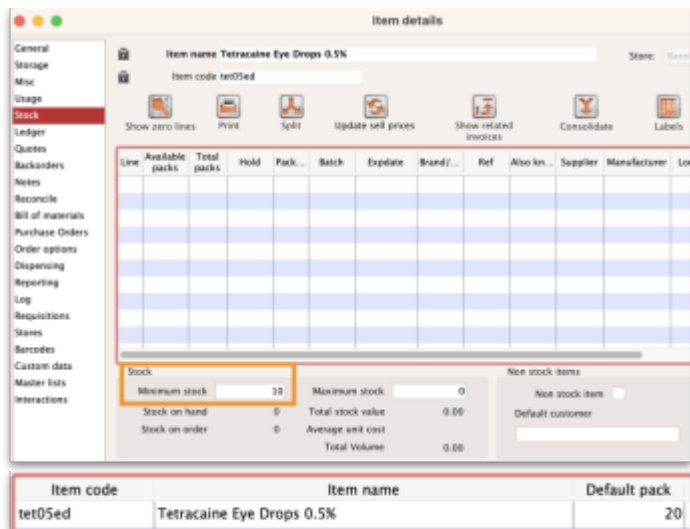 Item details
General
Storage
Misc
Usage
Stock
Ledger
Quotes
Backorders
Notes
Reconcile
Bill of materials
Purchase Orders
Order options
Dispensing
Reporting
Log
Requisitions
Stores
Barcodes
Custom data
Master lists
Interactions
Item name Tetracaine Eye Drops 0.5% Store:
Item code tet05ed
Show zero lines Print Split Update sell prices Show related invoices Consolidate Labels
Line Available packs Total packs Hold Pack... Batch Expdate Brand/... Ref Also kn... Supplier Manufacturer Lo
Stock Non stock items
Minimum stock 10 Maximum stock 0 Non stock item
Stock on hand 0 Total stock value 0.00 Default customer
Stock on order 0 Average unit cost
Total Volume 0.00
Item code Item name Default pack
tet05ed Tetracaine Eye Drops 0.5% 20